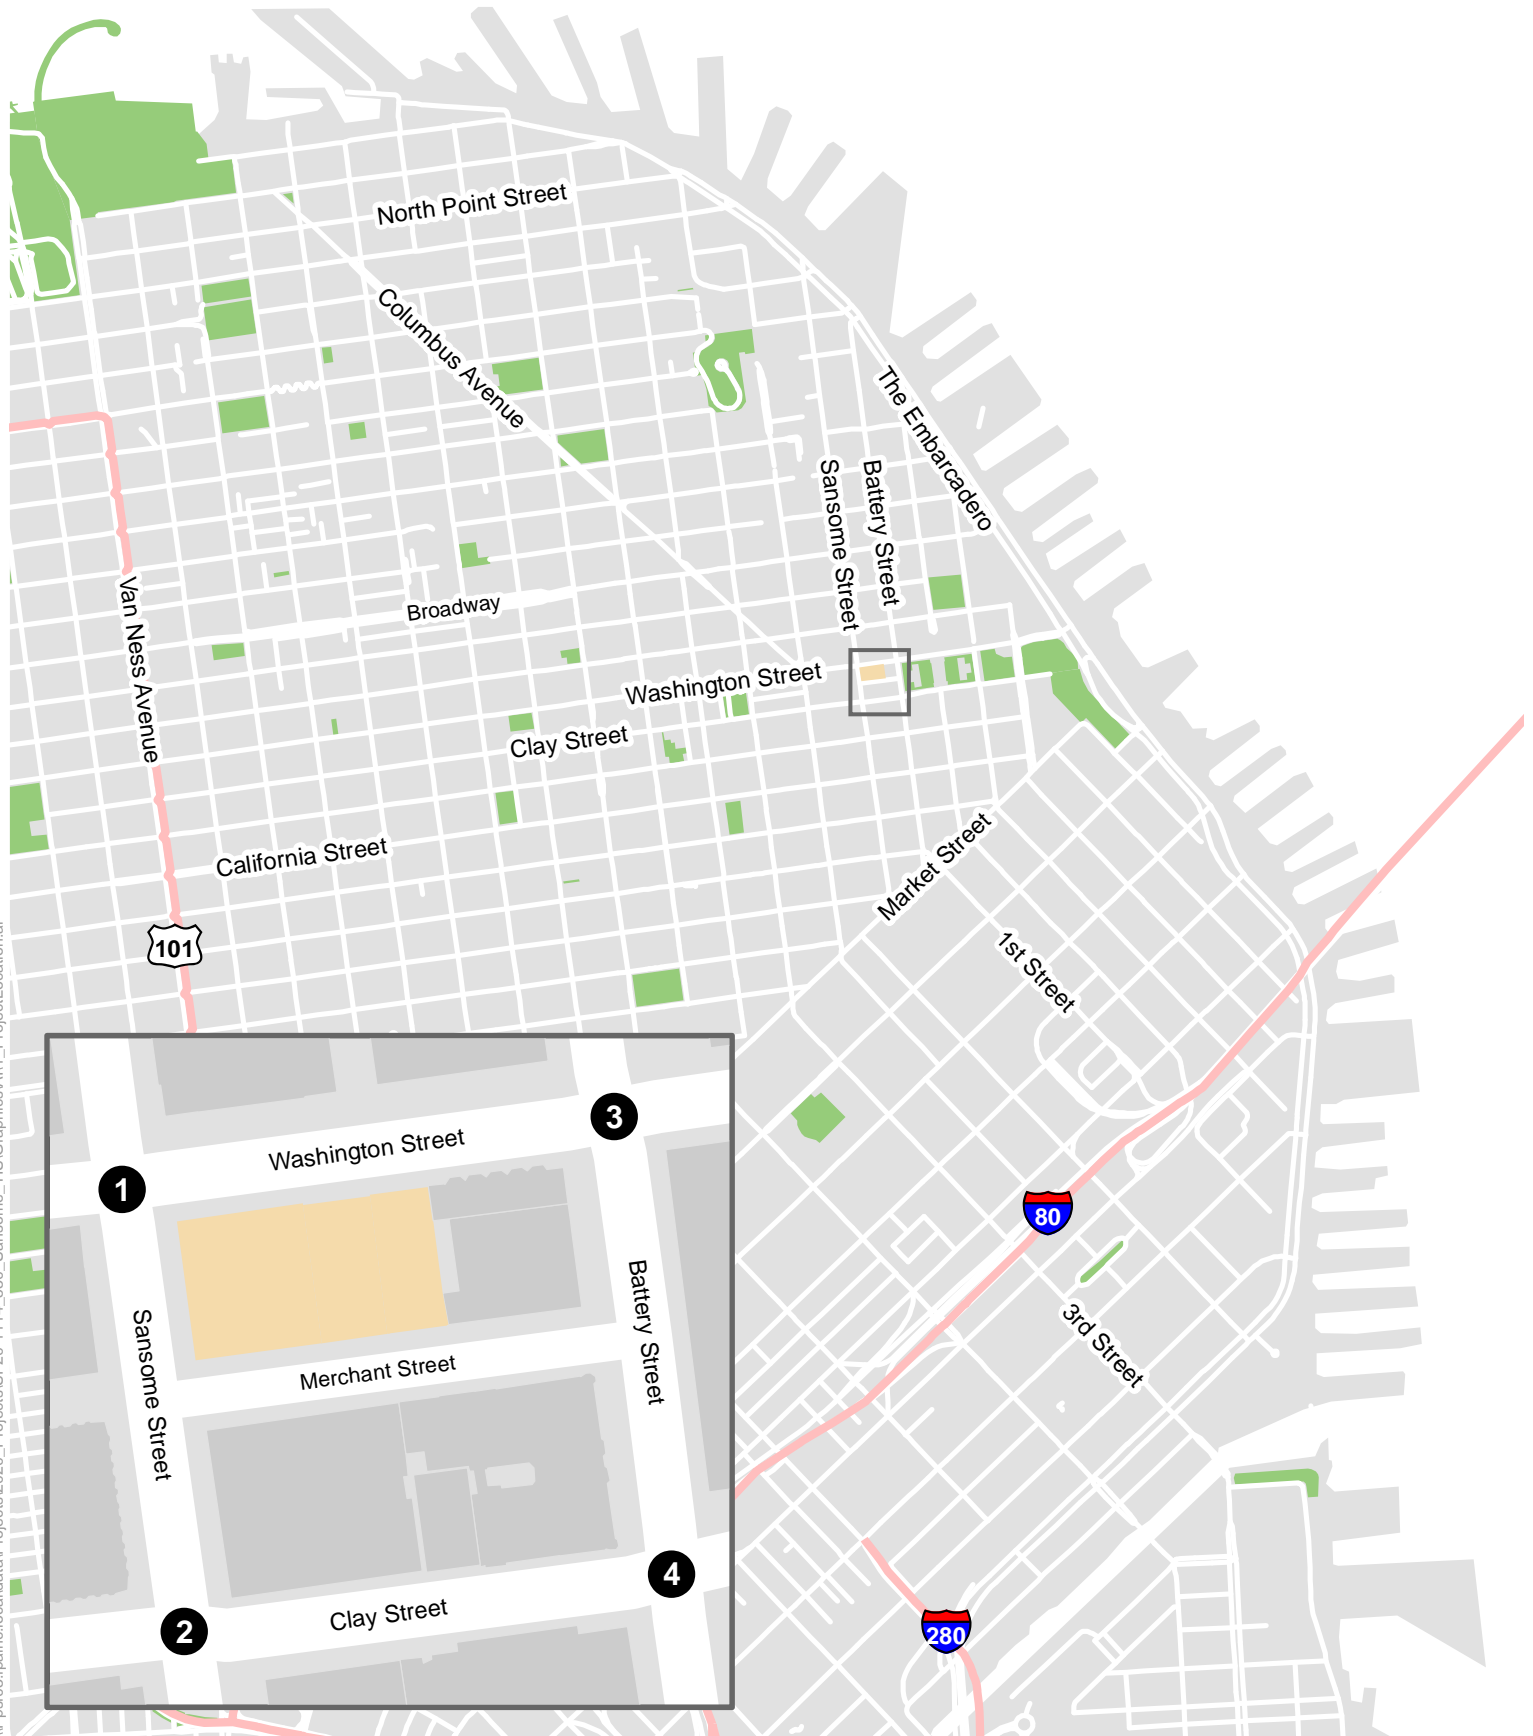 North Point Street
Columbus Avenue
The Embarcadero
Sansome Street
Battery Street
Van Ness Avenue
Broadway
Washington Street
Clay Street
California Street
Market Street
101
1st Street
80
3rd Street
280
3
1
Washington Street
Battery Street
Sansome Street
Merchant Street
4
2
Clay Street